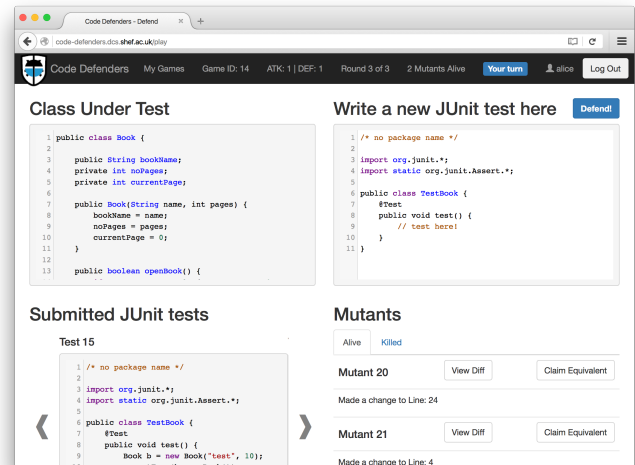 Code Defenders - Defend
code-defenders.dcs.shef.ac.uk/play
Code Defenders My Games Game ID: 14 ATK: 1 | DEF: 1 Round 3 of 3 2 Mutants Alive Your turn alice Log Out
Class Under Test
1 public class Book {
2
3 public String bookName;
4 private int noPages;
5 private int currentPage;
6
7 public Book(String name, int pages) {
8 bookName = name;
9 noPages = pages;
10 currentPage = 0;
11 }
12
13 public boolean openBook() {
Write a new JUnit test here Defend!
1 /* no package name */
2
3 import org.junit.*;
4 import static org.junit.Assert.*;
5
6 public class TestBook {
7 @Test
8 public void test() {
9 // test here!
10 }
11 }
Submitted JUnit tests
Test 15
1 /* no package name */
2
3 import org.junit.*;
4 import static org.junit.Assert.*;
5
6 public class TestBook {
7 @Test
8 public void test() {
9 Book b = new Book("test", 10);
Mutants
Alive Killed
Mutant 20 View Diff Claim Equivalent
Made a change to Line: 24
Mutant 21 View Diff Claim Equivalent
Made a change to Line: 4